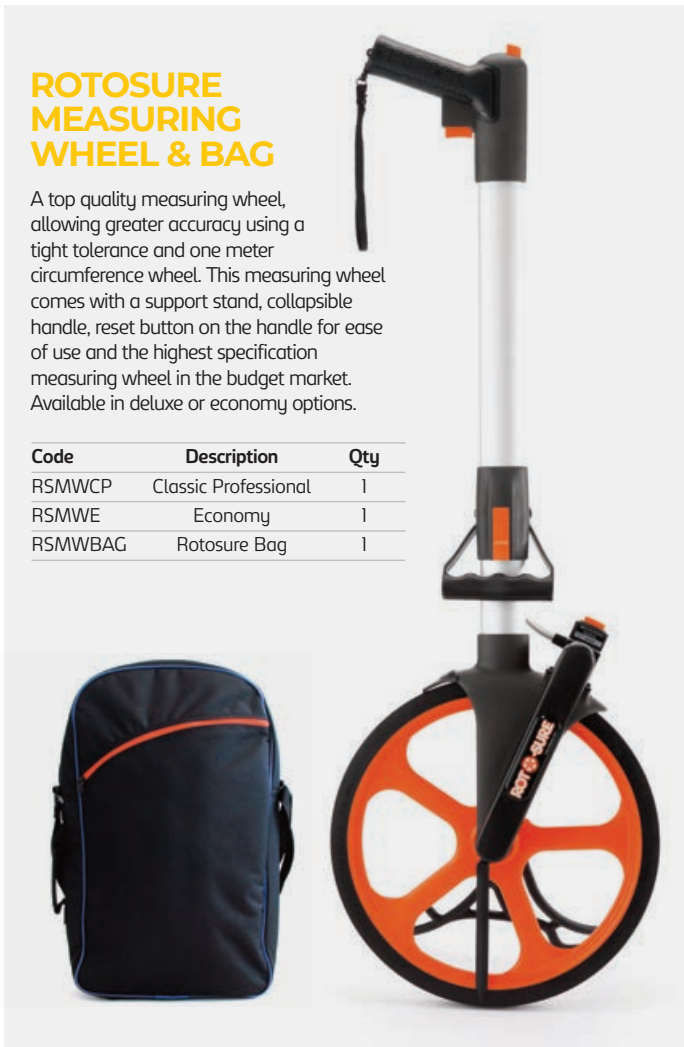 ROTOSURE
MEASURING
WHEEL & BAG
A top quality measuring wheel,
allowing greater accuracy using a
tight tolerance and one meter
circumference wheel. This measuring wheel
comes with a support stand, collapsible
handle, reset button on the handle for ease
of use and the highest specification
measuring wheel in the budget market.
Available in deluxe or economy options.
Code Description Qty
RSMWCP Classic Professional 1
RSMWE Economy 1
RSMWBAG Rotosure Bag 1
ROTOSURE